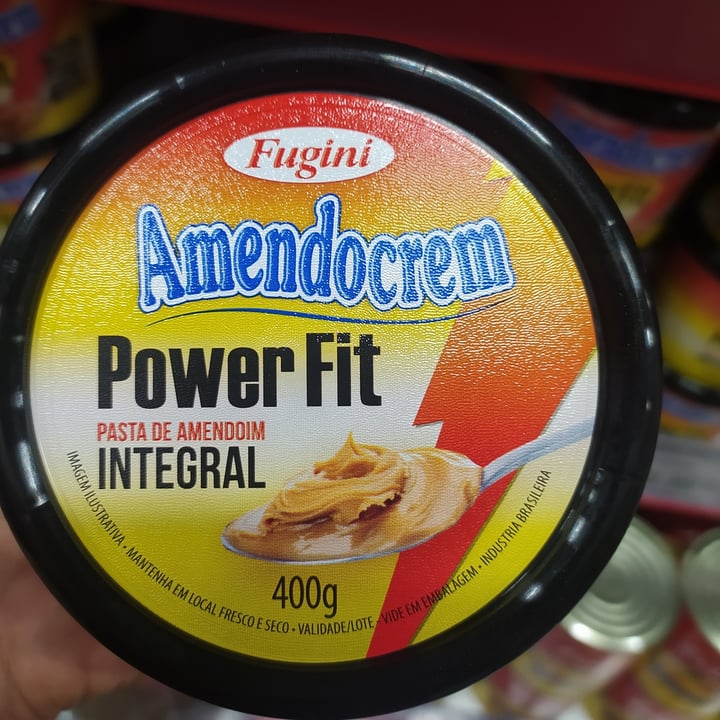 Fugini
Amendocrem
Power Fit
PASTA DE AMENDOIM
INTEGRAL
400g
IMAGEM ILUSTRATIVA • MANTENHA EM LOCAL FRESCO E SECO • VALIDADE/LOTE - VIDE EM EMBALAGEM • INDUSTRIA BRASILEIRA